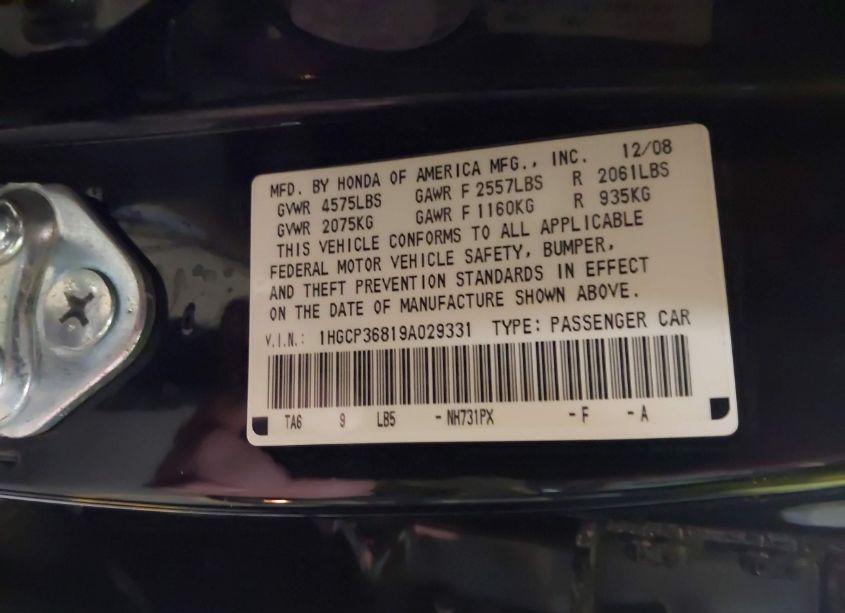 MFD. BY HONDA OF AMERICA MFG., INC. 12/08
GVWR 4575LBS GAWR F 2557LBS R 2061LBS
GVWR 2075KG GAWR F 1160KG R 935KG
THIS VEHICLE CONFORMS TO ALL APPLICABLE
FEDERAL MOTOR VEHICLE SAFETY, BUMPER,
AND THEFT PREVENTION STANDARDS IN EFFECT
ON THE DATE OF MANUFACTURE SHOWN ABOVE.
V.I.N.: 1HGCP36819A029331 TYPE: PASSENGER CAR
TA6 9 LB5 -NH731PX -F -A